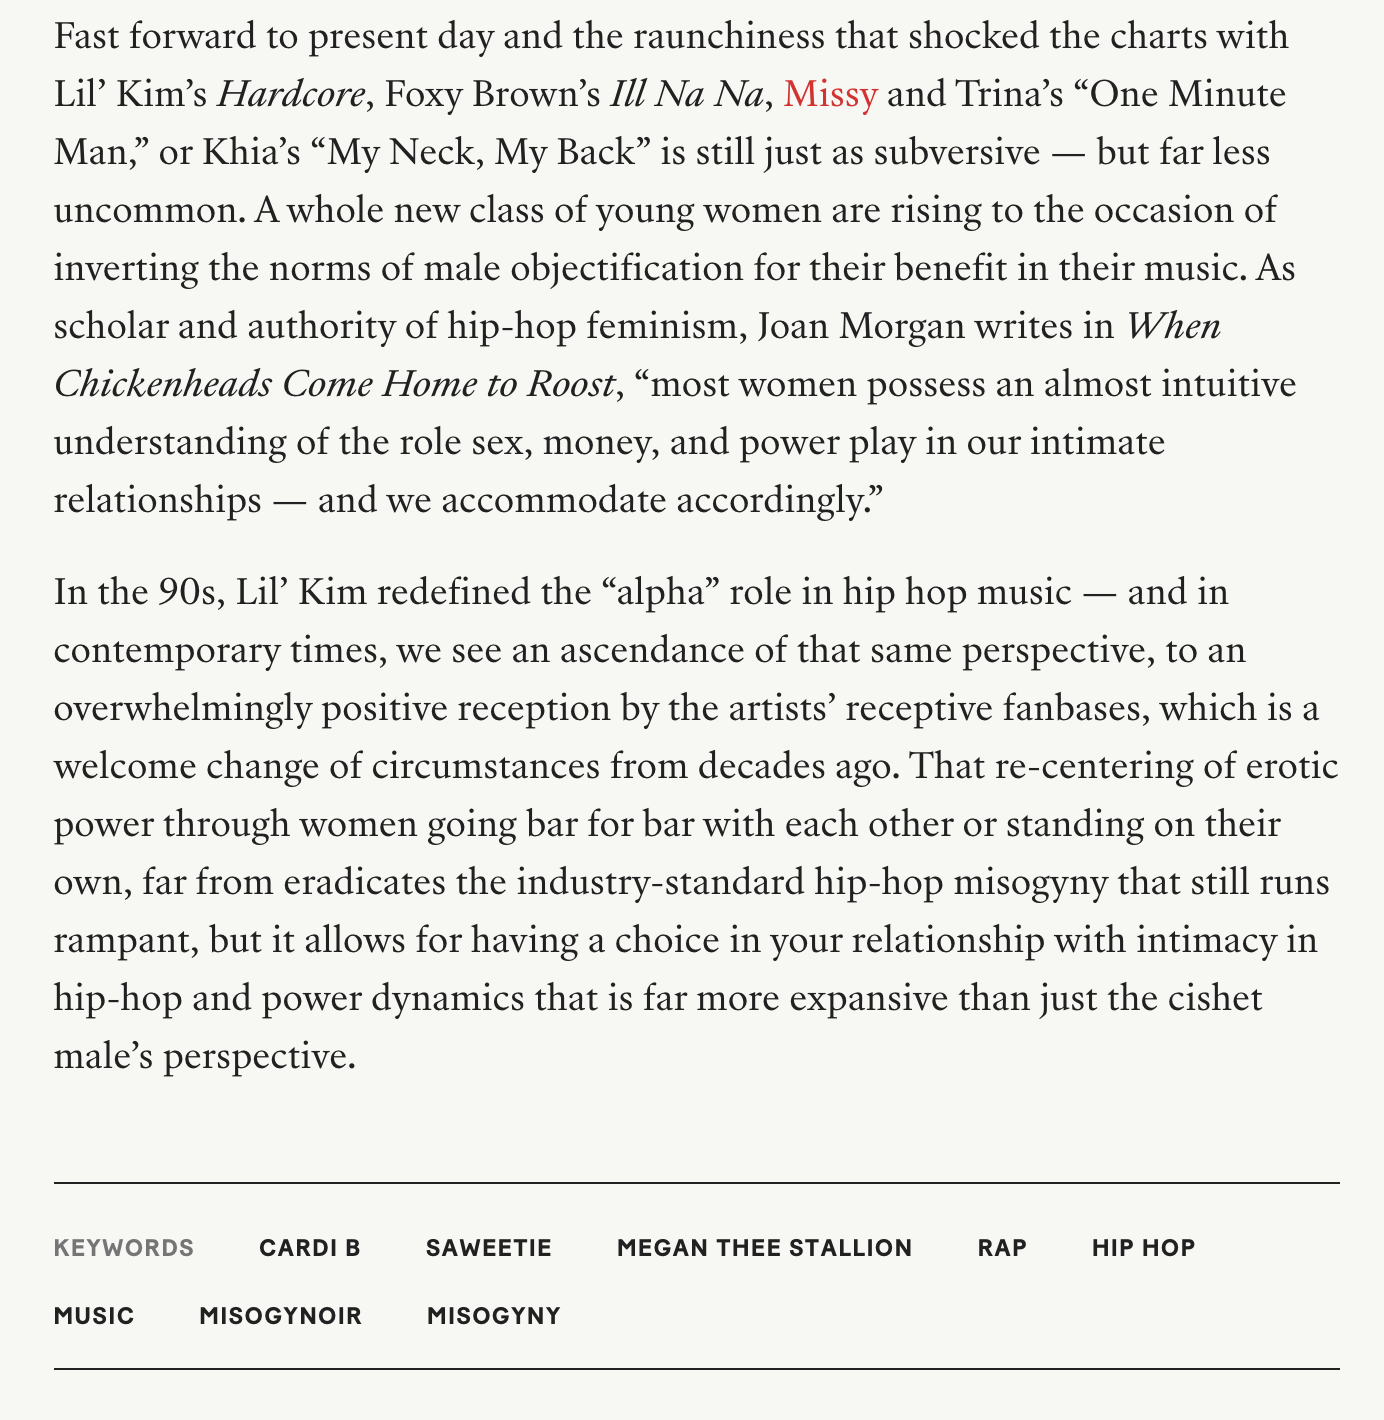 Fast forward to present day and the raunchiness that shocked the charts with
Lil’ Kim’s Hardcore, Foxy Brown’s Ill Na Na, Missy and Trina’s “One Minute
Man,” or Khia’s “My Neck, My Back” is still just as subversive — but far less
uncommon. A whole new class of young women are rising to the occasion of
inverting the norms of male objectification for their benefit in their music. As
scholar and authority of hip-hop feminism, Joan Morgan writes in When
Chickenheads Come Home to Roost, “most women possess an almost intuitive
understanding of the role sex, money, and power play in our intimate
relationships — and we accommodate accordingly.”
In the 90s, Lil’ Kim redefined the “alpha” role in hip hop music — and in
contemporary times, we see an ascendance of that same perspective, to an
overwhelmingly positive reception by the artists’ receptive fanbases, which is a
welcome change of circumstances from decades ago. That re-centering of erotic
power through women going bar for bar with each other or standing on their
own, far from eradicates the industry-standard hip-hop misogyny that still runs
rampant, but it allows for having a choice in your relationship with intimacy in
hip-hop and power dynamics that is far more expansive than just the cishet
male’s perspective.
KEYWORDS CARDI B SAWEETIE MEGAN THEE STALLION RAP HIP HOP
MUSIC MISOGYNOIR MISOGYNY